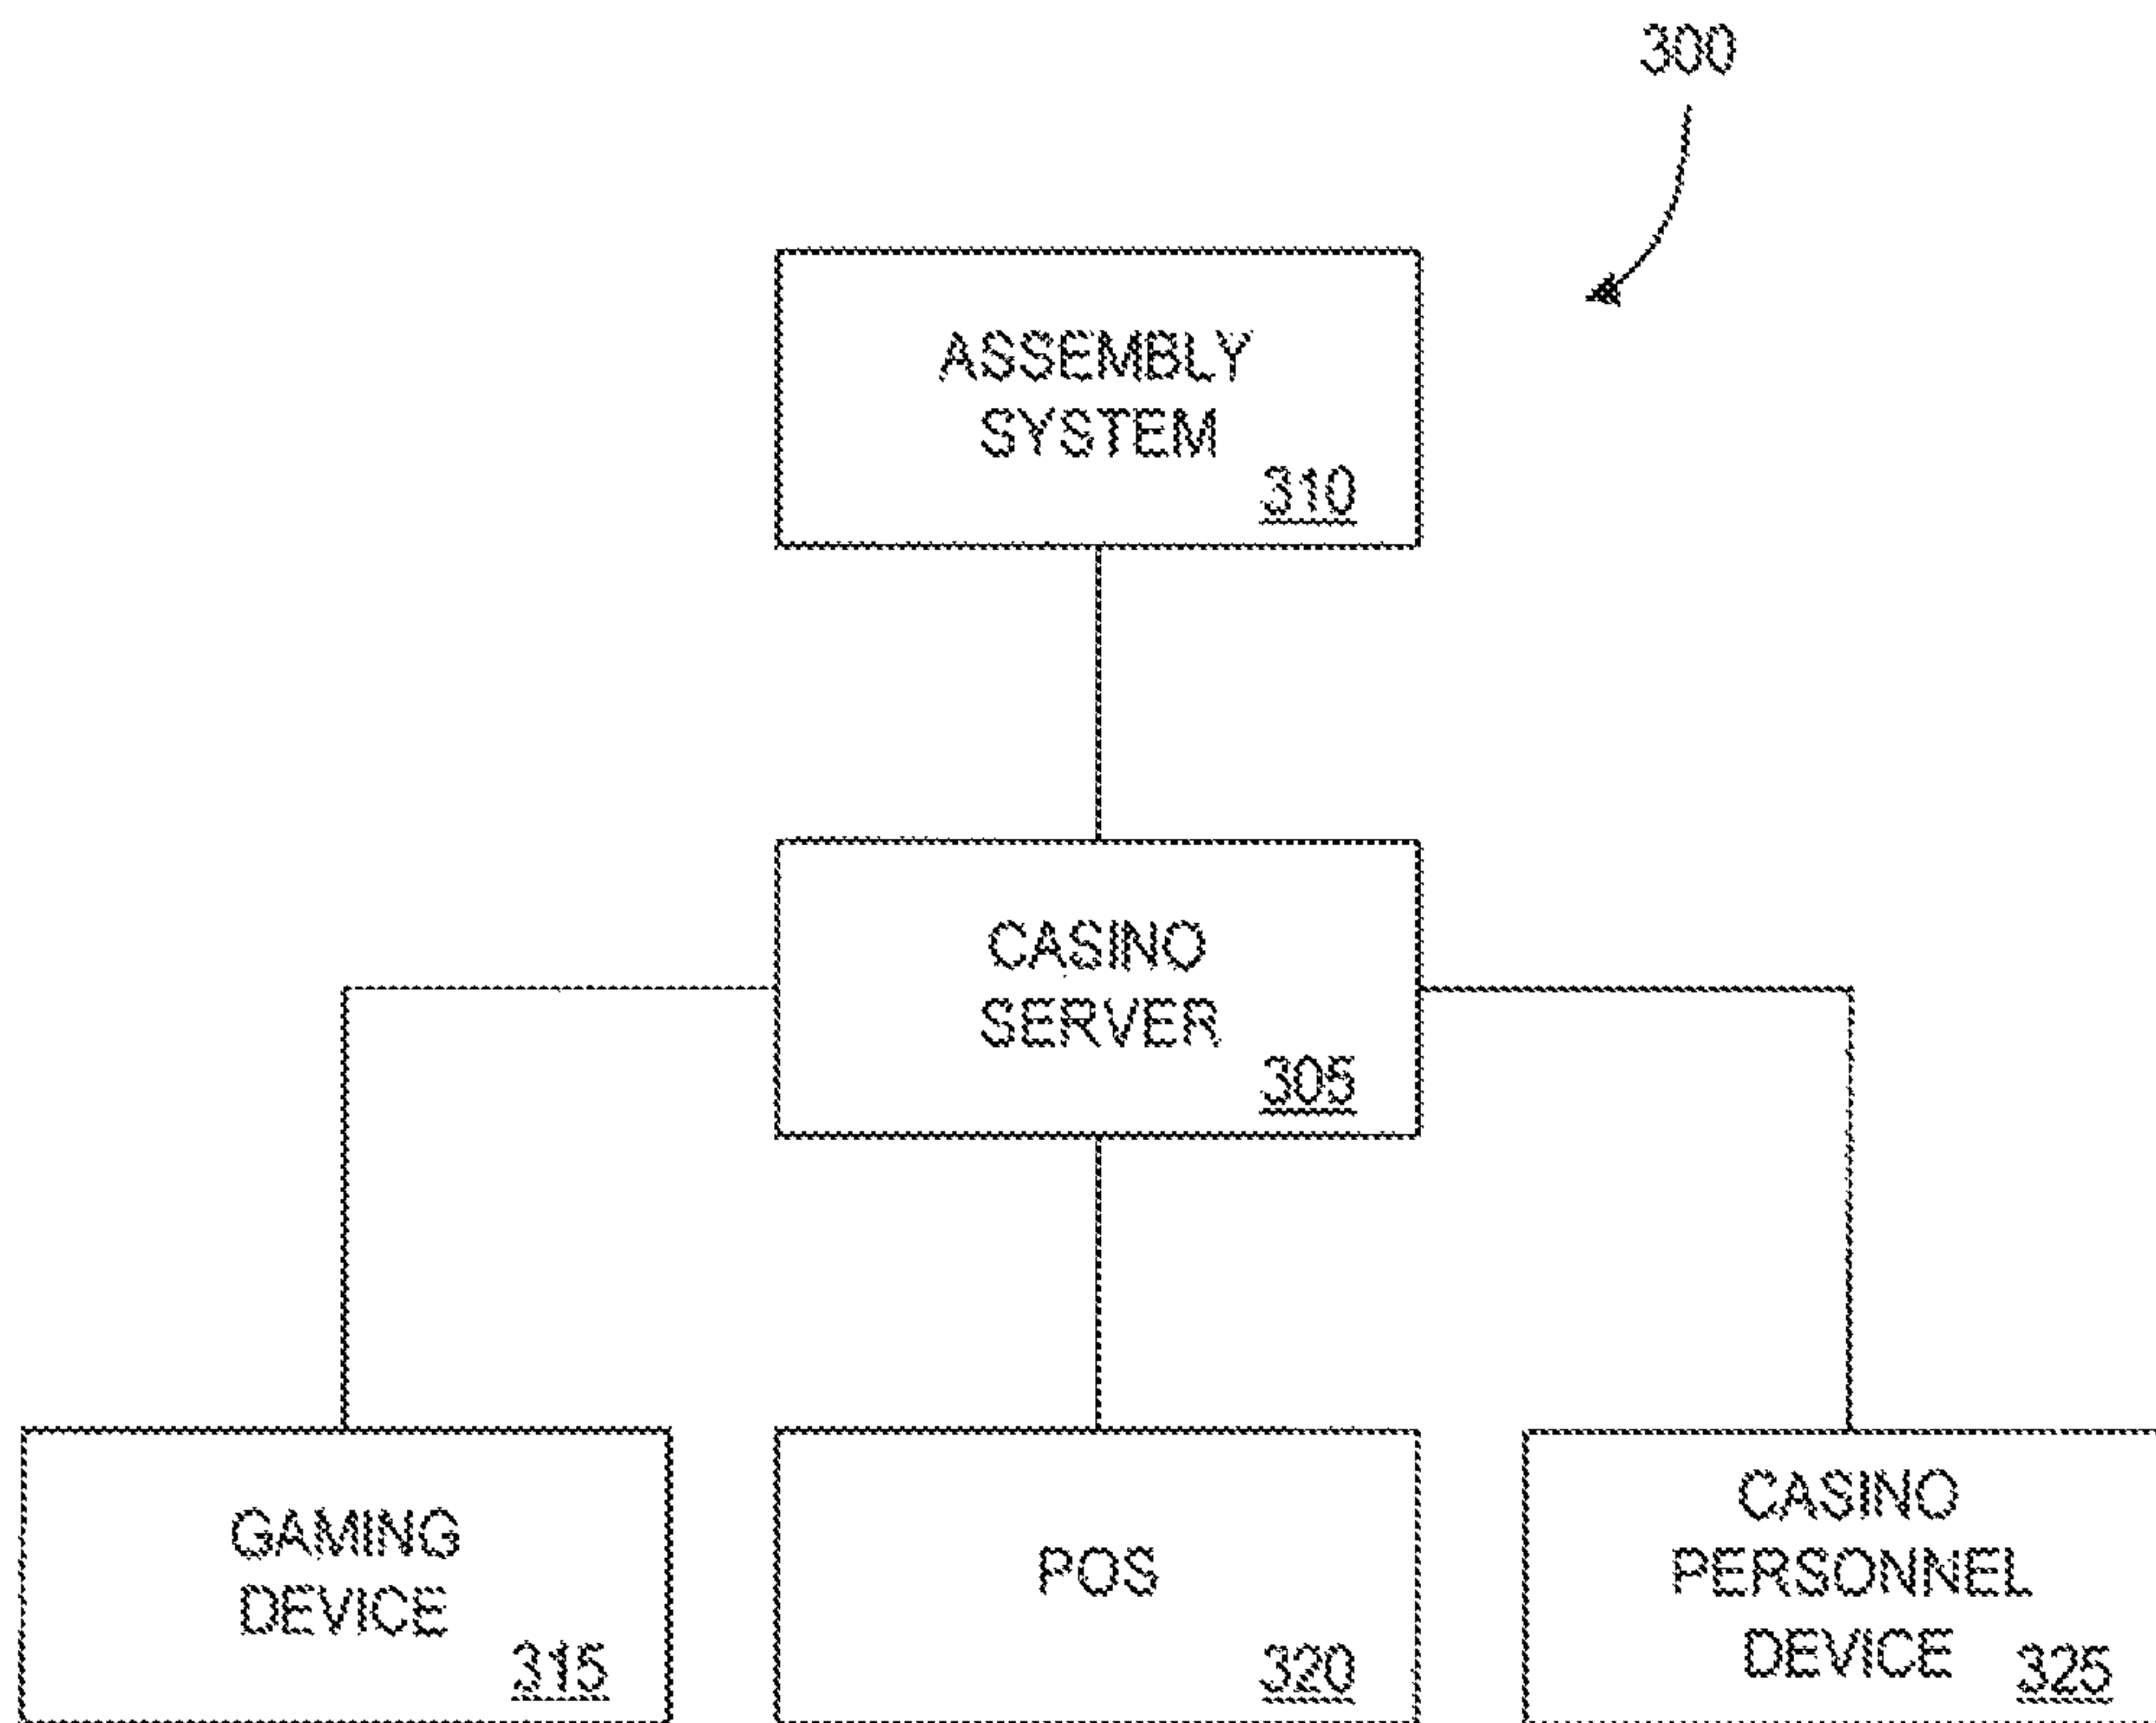 300
ASSEMBLY
SYSTEM
310
CASINO
SERVER
305
GAMING
DEVICE
315
POS
320
CASINO
PERSONNEL
DEVICE
325